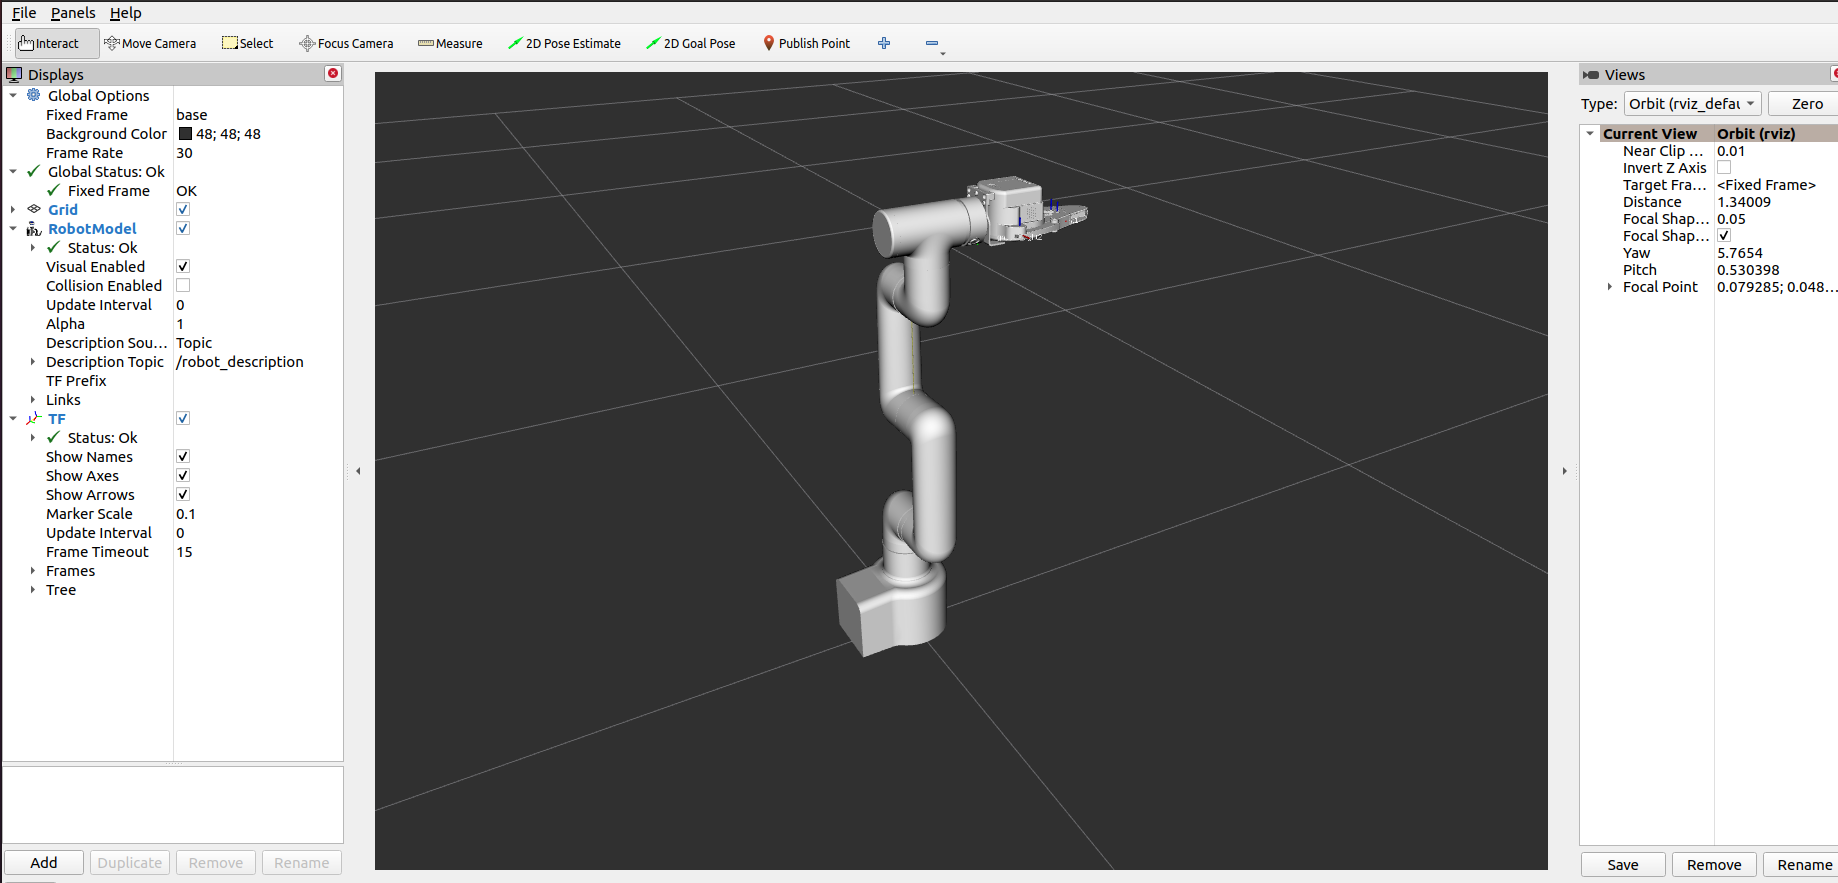 File Panels Help
Interact Move Camera Select Focus Camera Measure 2D Pose Estimate 2D Goal Pose Publish Point
Displays
Global Options
Fixed Frame base
Background Color 48; 48; 48
Frame Rate 30
Global Status: Ok
Fixed Frame OK
Grid
RobotModel
Status: Ok
Visual Enabled
Collision Enabled
Update Interval 0
Alpha 1
Description Sou... Topic
Description Topic /robot_description
TF Prefix
Links
TF
Status: Ok
Show Names
Show Axes
Show Arrows
Marker Scale 0.1
Update Interval 0
Frame Timeout 15
Frames
Tree
Add Duplicate Remove Rename
Views
Type: Orbit (rviz_defau Zero
Current View Orbit (rviz)
Near Clip ... 0.01
Invert Z Axis
Target Fra... <Fixed Frame>
Distance 1.34009
Focal Shap... 0.05
Focal Shap...
Yaw 5.7654
Pitch 0.530398
Focal Point 0.079285; 0.048...
Save Remove Rename